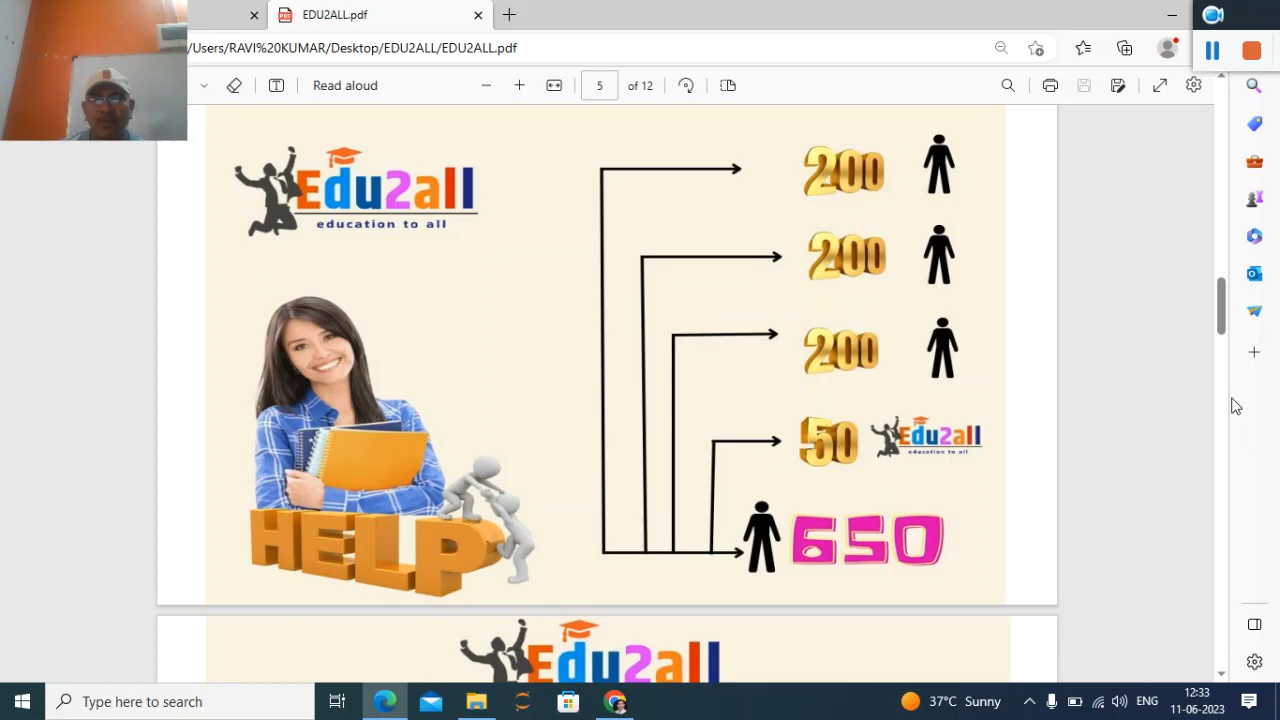 EDU2ALL.pdf
/Users/RAVI%20KUMAR/Desktop/EDU2ALL/EDU2ALL.pdf
Read aloud
5 of 12
Edu2all
education to all
200
200
200
50 Edu2all
education to all
650
HELP
Edu2all
Type here to search
37°C Sunny
ENG
12:33
11-06-2023